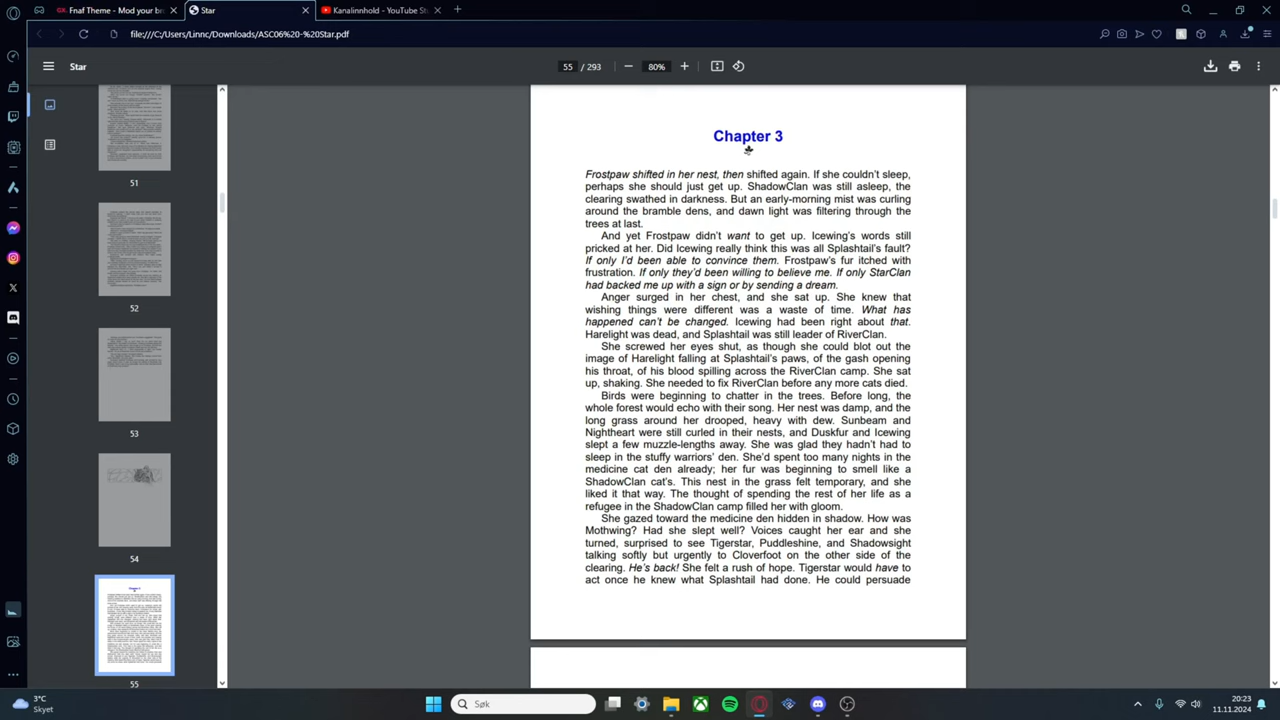 Fnaf Theme - Mod your br
Star
Kanalinnhold - YouTube St
file:///C:/Users/Linnc/Downloads/ASC06%20-%20Star.pdf
Star
55 / 293
80%
51
52
53
54
55
Chapter 3
Frostpaw shifted in her nest, then shifted again. If she couldn't sleep,
perhaps she should just get up. ShadowClan was still asleep, the
clearing swathed in darkness. But an early-morning mist was curling
around the bramble dens, and dawn light was filtering through the
trees at last.
And yet Frostpaw didn't want to get up. Icewing's words still
pricked at her. Did Icewing really think this was all Splashtail's fault?
If only I'd been able to convince them. Frostpaw's fur itched with
frustration. If only they'd been willing to believe me. If only StarClan
had backed me up with a sign or by sending a dream.
Anger surged in her chest, and she sat up. She knew that
wishing things were different was a waste of time. What has
happened can't be changed. Icewing had been right about that.
Harelight was dead, and Splashtail was still leader of RiverClan.
She screwed her eyes shut, as though she could blot out the
image of Harelight falling at Splashtail's paws, of the gash opening
his throat, of his blood spilling across the RiverClan camp. She sat
up, shaking. She needed to fix RiverClan before any more cats died.
Birds were beginning to chatter in the trees. Before long, the
whole forest would echo with their song. Her nest was damp, and the
long grass around her drooped, heavy with dew. Sunbeam and
Nightheart were still curled in their nests, and Duskfur and Icewing
slept a few muzzle-lengths away. She was glad they hadn't had to
sleep in the stuffy warriors' den. She'd spent too many nights in the
medicine cat den already; her fur was beginning to smell like a
ShadowClan cat's. This nest in the grass felt temporary, and she
liked it that way. The thought of spending the rest of her life as a
refugee in the ShadowClan camp filled her with gloom.
She gazed toward the medicine den hidden in shadow. How was
Mothwing? Had she slept well? Voices caught her ear and she
turned, surprised to see Tigerstar, Puddleshine, and Shadowsight
talking softly but urgently to Cloverfoot on the other side of the
clearing. He's back! She felt a rush of hope. Tigerstar would have to
act once he knew what Splashtail had done. He could persuade
3°C
Skyet
Søk
20:23
11.11.2024